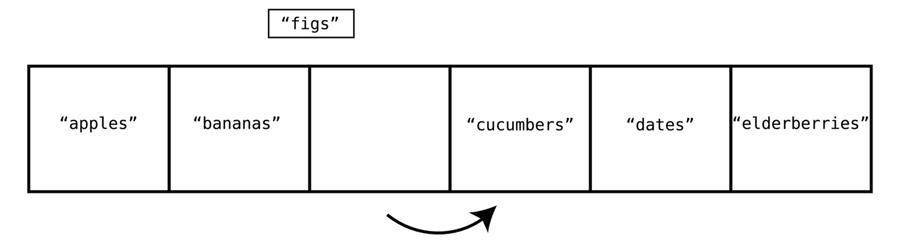 “figs”
“apples” “bananas” “cucumbers” “dates” “elderberries”